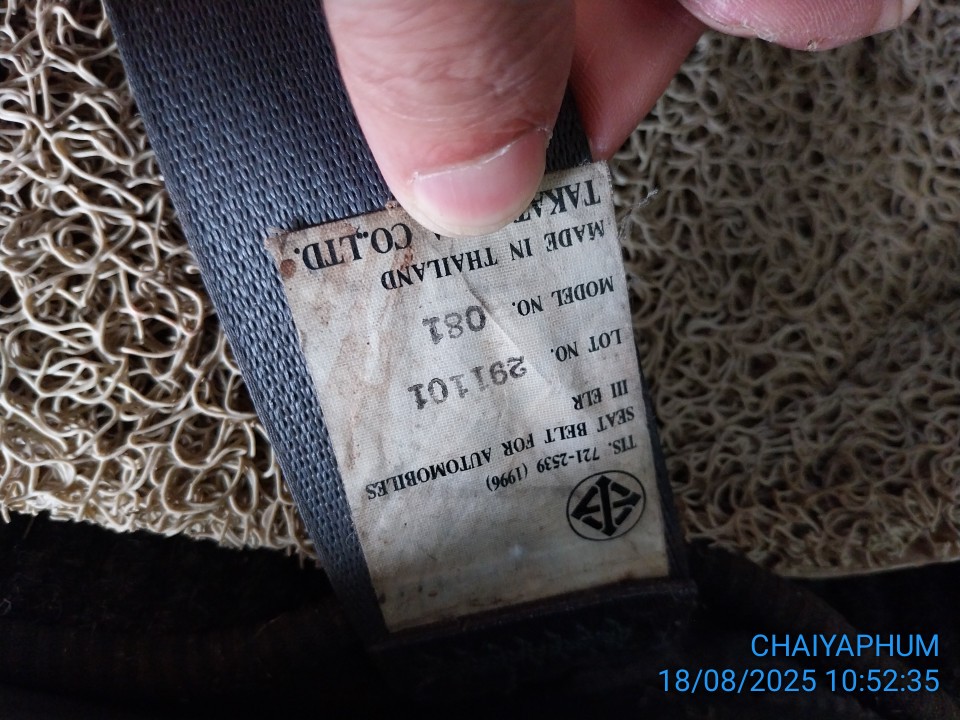 TIS. 721-2539 (1996)
SEAT BELT FOR AUTOMOBILES
III ELR
LOT NO. 291101
MODEL NO. 081
MADE IN THAILAND
CO.,LTD.
CHAIYAPHUM
18/08/2025 10:52:35